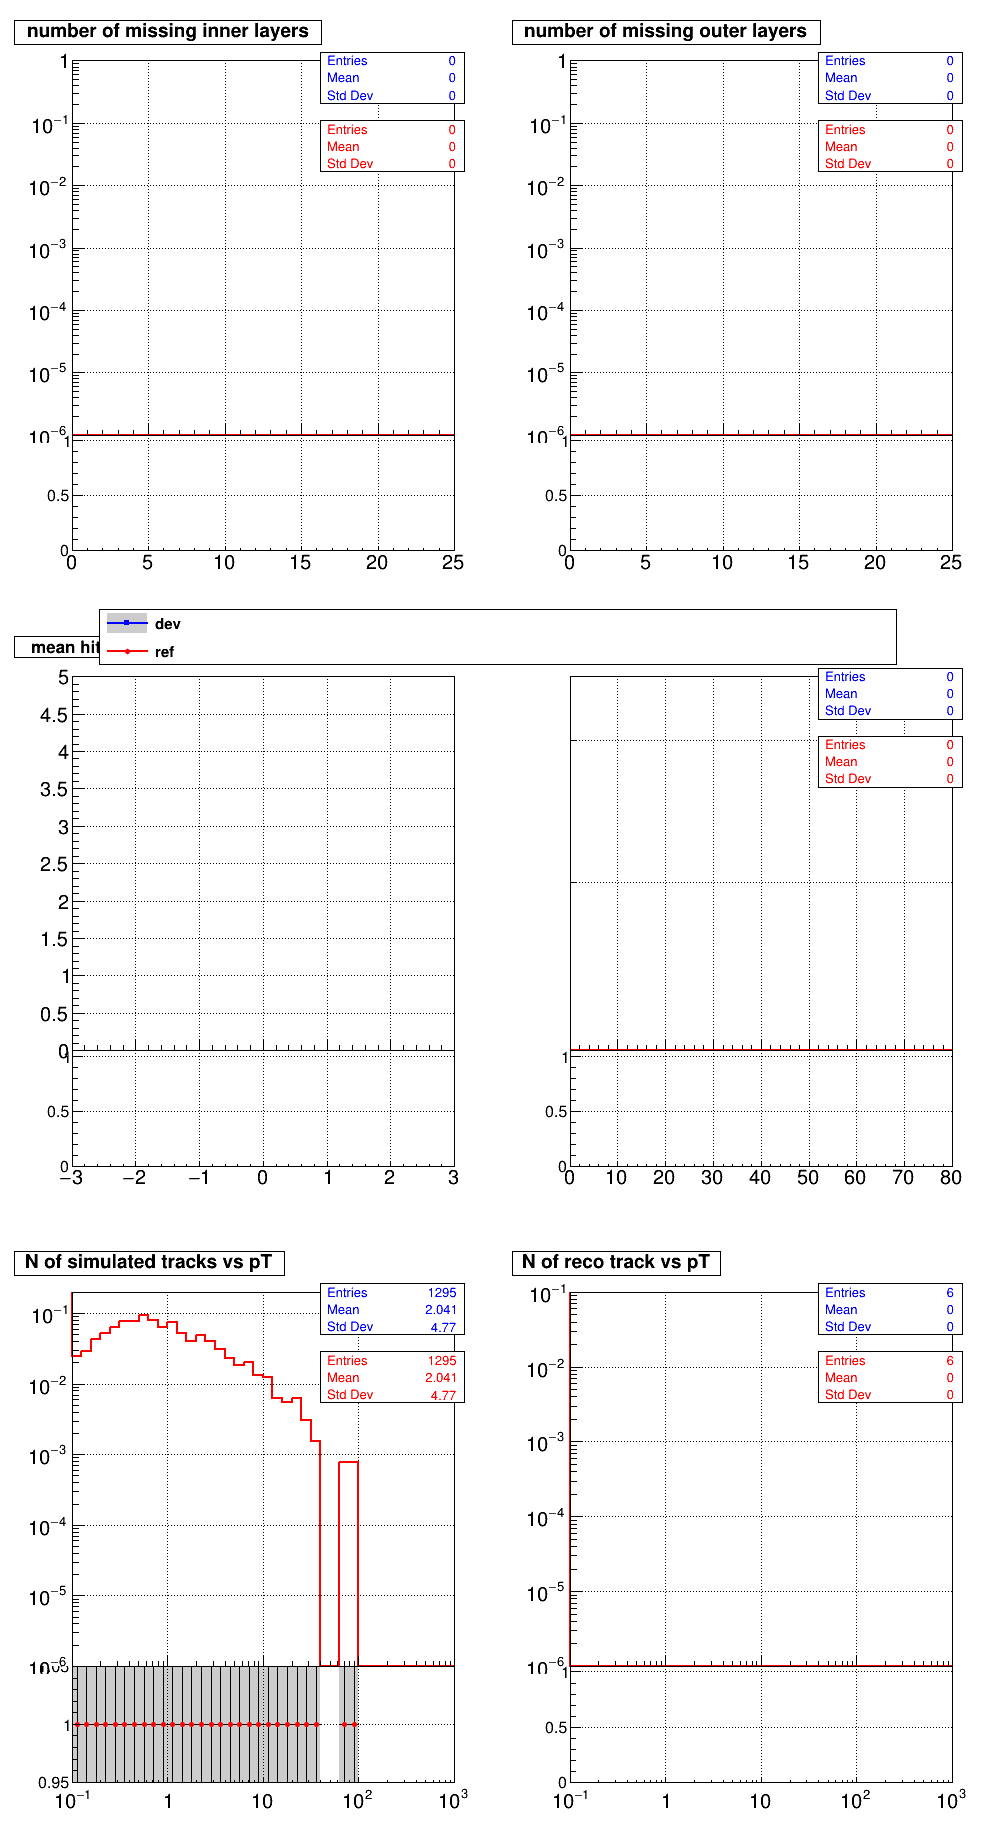 number of missing inner layers
number of missing outer layers
Entries 0
Mean 0
Std Dev 0
Entries 0
Mean 0
Std Dev 0
1
10⁻¹
10⁻²
10⁻³
10⁻⁴
10⁻⁵
10⁻⁶
1
0.5
0
0 5 10 15 20 25
Entries 0
Mean 0
Std Dev 0
Entries 0
Mean 0
Std Dev 0
1
10⁻¹
10⁻²
10⁻³
10⁻⁴
10⁻⁵
10⁻⁶
1
0.5
0
0 5 10 15 20 25
dev
ref
mean hit
5
4.5
4
3.5
3
2.5
2
1.5
1
0.5
0
1
0.5
0
−3 −2 −1 0 1 2 3
Entries 0
Mean 0
Std Dev 0
Entries 0
Mean 0
Std Dev 0
1
0.5
0
0 10 20 30 40 50 60 70 80
N of simulated tracks vs pT
N of reco track vs pT
Entries 1295
Mean 2.041
Std Dev 4.77
Entries 1295
Mean 2.041
Std Dev 4.77
10⁻¹
10⁻²
10⁻³
10⁻⁴
10⁻⁵
10⁻⁶
1
0.95
10⁻¹ 1 10 10² 10³
Entries 6
Mean 0
Std Dev 0
Entries 6
Mean 0
Std Dev 0
10⁻¹
10⁻²
10⁻³
10⁻⁴
10⁻⁵
10⁻⁶
1
0.5
0
10⁻¹ 1 10 10² 10³